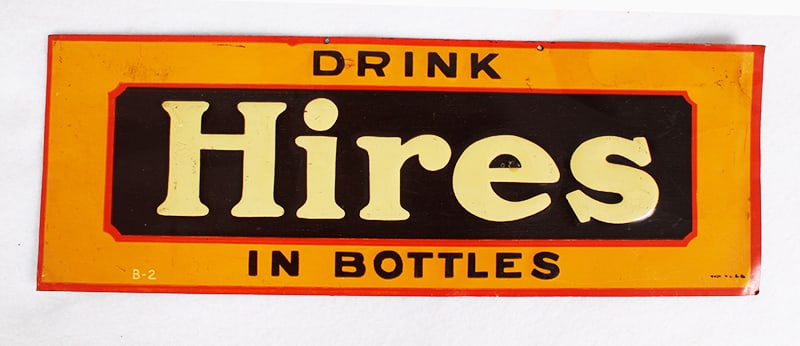 DRINK
Hires
IN BOTTLES
B-2